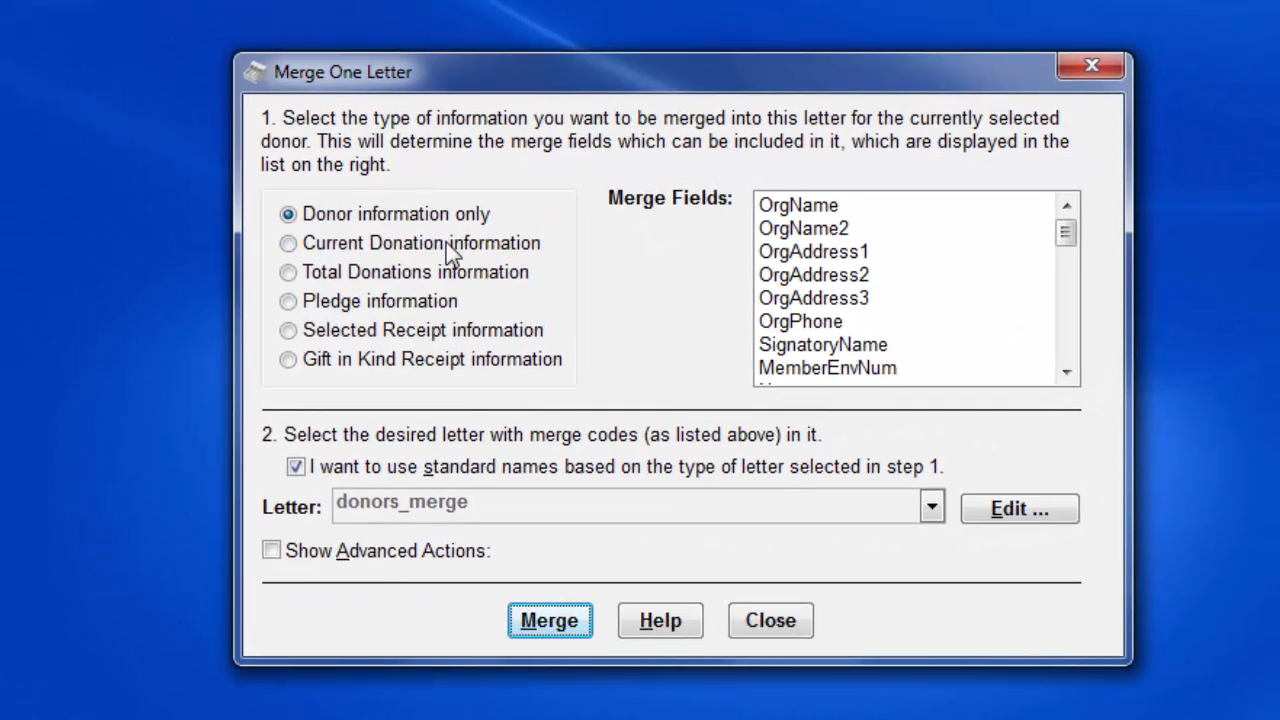 Merge One Letter
1. Select the type of information you want to be merged into this letter for the currently selected
donor. This will determine the merge fields which can be included in it, which are displayed in the
list on the right.
Donor information only
Current Donation information
Total Donations information
Pledge information
Selected Receipt information
Gift in Kind Receipt information
Merge Fields:
OrgName
OrgName2
OrgAddress1
OrgAddress2
OrgAddress3
OrgPhone
SignatoryName
MemberEnvNum
2. Select the desired letter with merge codes (as listed above) in it.
I want to use standard names based on the type of letter selected in step 1.
Letter: donors_merge Edit ...
Show Advanced Actions:
Merge Help Close